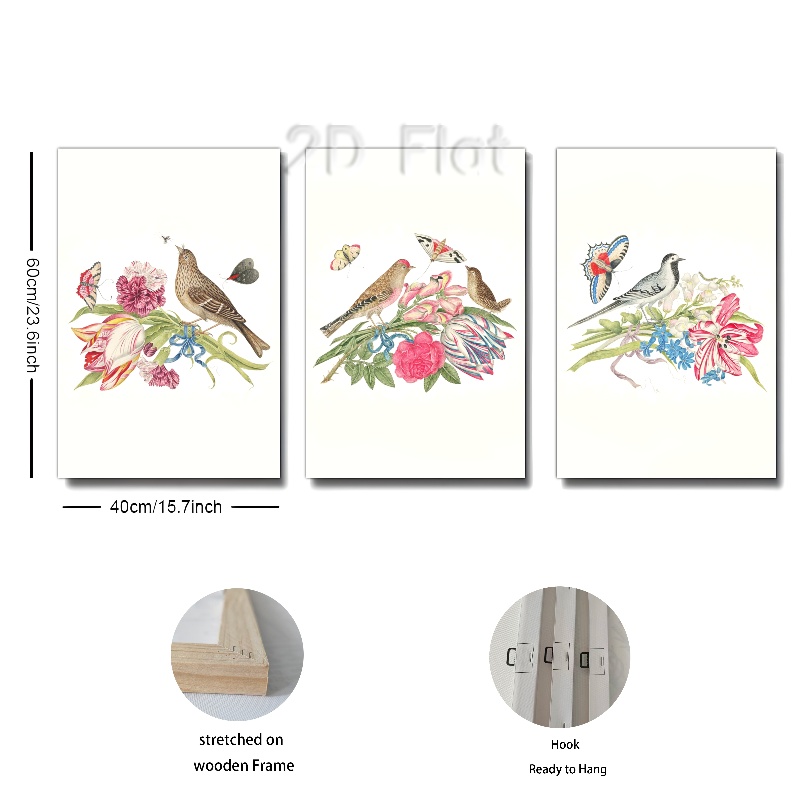 2D Flat
60cm/23.6inch
40cm/15.7inch
stretched on
wooden Frame
Hook
Ready to Hang